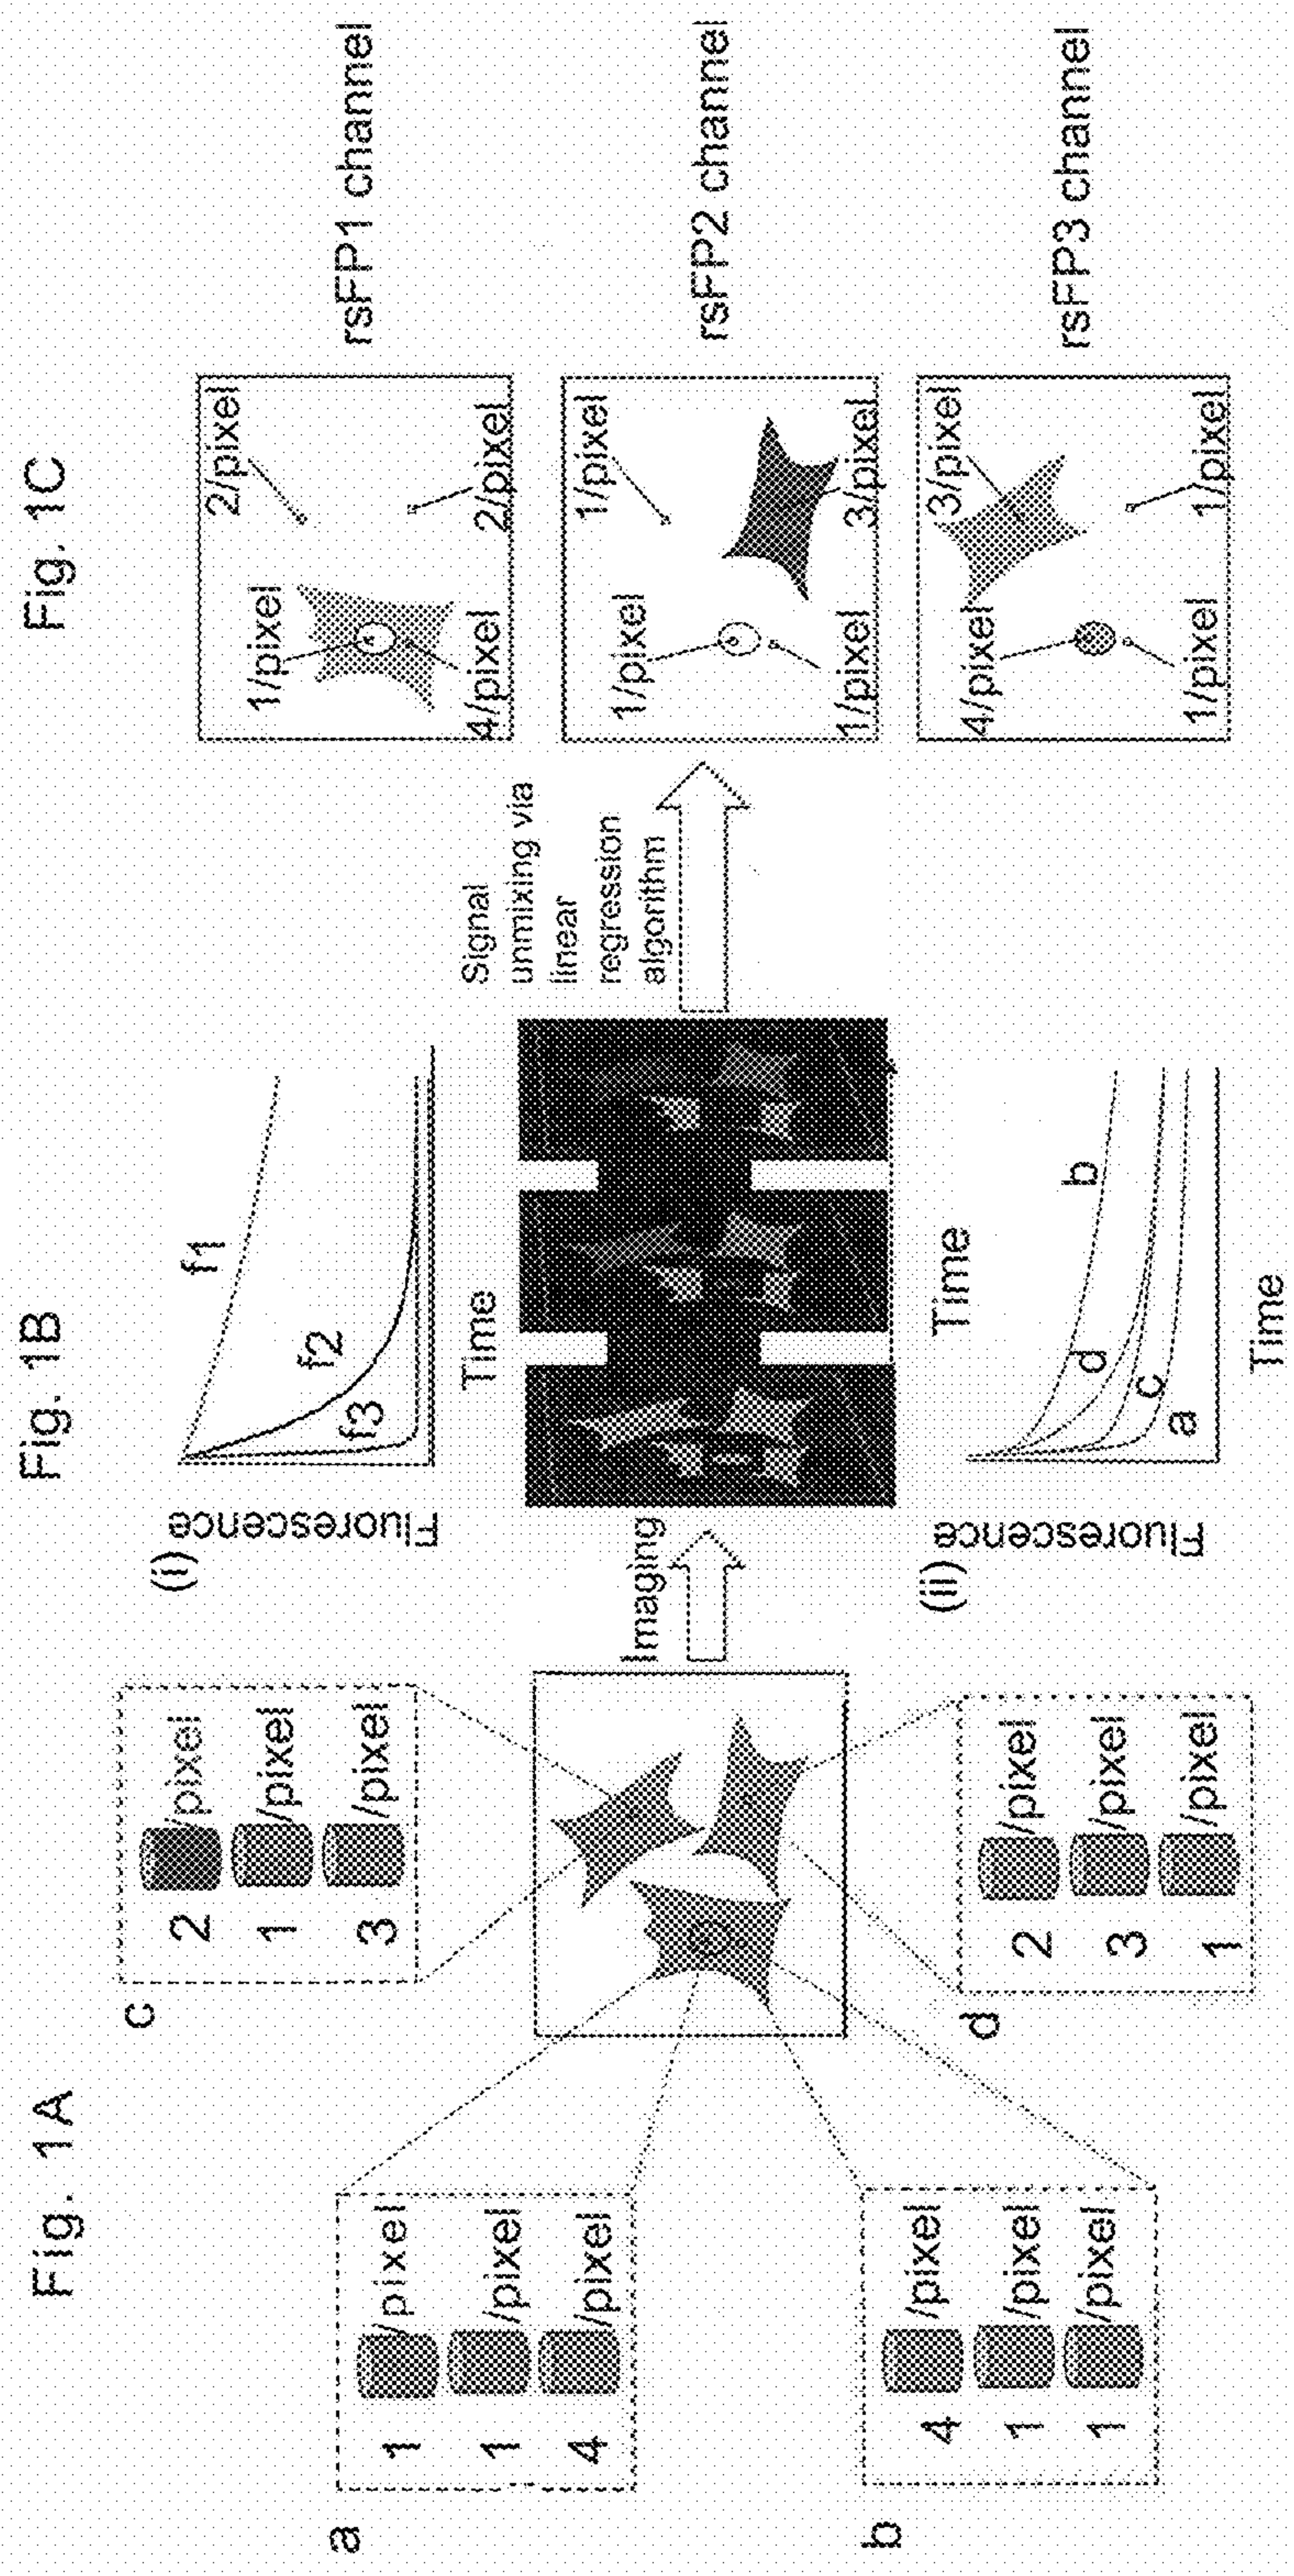 Fig. 1A
a
1 /pixel
1 /pixel
4 /pixel
b
4 /pixel
1 /pixel
1 /pixel
c
2 /pixel
1 /pixel
3 /pixel
d
2 /pixel
3 /pixel
1 /pixel
Imaging
Fig. 1B
(i)
Fluorescence
f1
f2
f3
Time
Time
(ii)
Fluorescence
b
d
c
a
Time
Signal
unmixing via
linear
regression
algorithm
Fig. 1C
1/pixel
2/pixel
4/pixel
2/pixel
rsFP1 channel
1/pixel
1/pixel
1/pixel
3/pixel
rsFP2 channel
4/pixel
3/pixel
1/pixel
1/pixel
rsFP3 channel